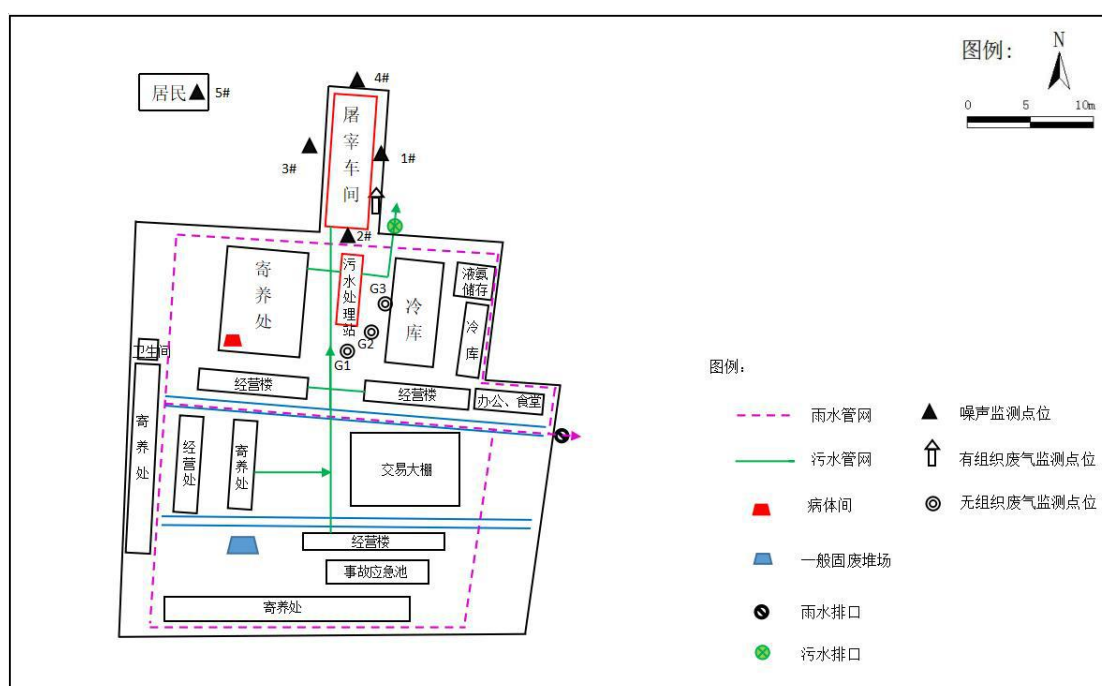 图例:
N
0 5 10m
居民
5#
4#
屠宰车间
3#
1#
2#
寄养处
污水处理站
G3
G2
G1
冷库
液氨
储存
冷库
卫生间
经营楼
经营楼
办公、食堂
寄养处
经营处
寄养处
交易大棚
经营楼
事故应急池
寄养处
图例：
雨水管网
噪声监测点位
污水管网
有组织废气监测点位
病体间
无组织废气监测点位
一般固废堆场
雨水排口
污水排口